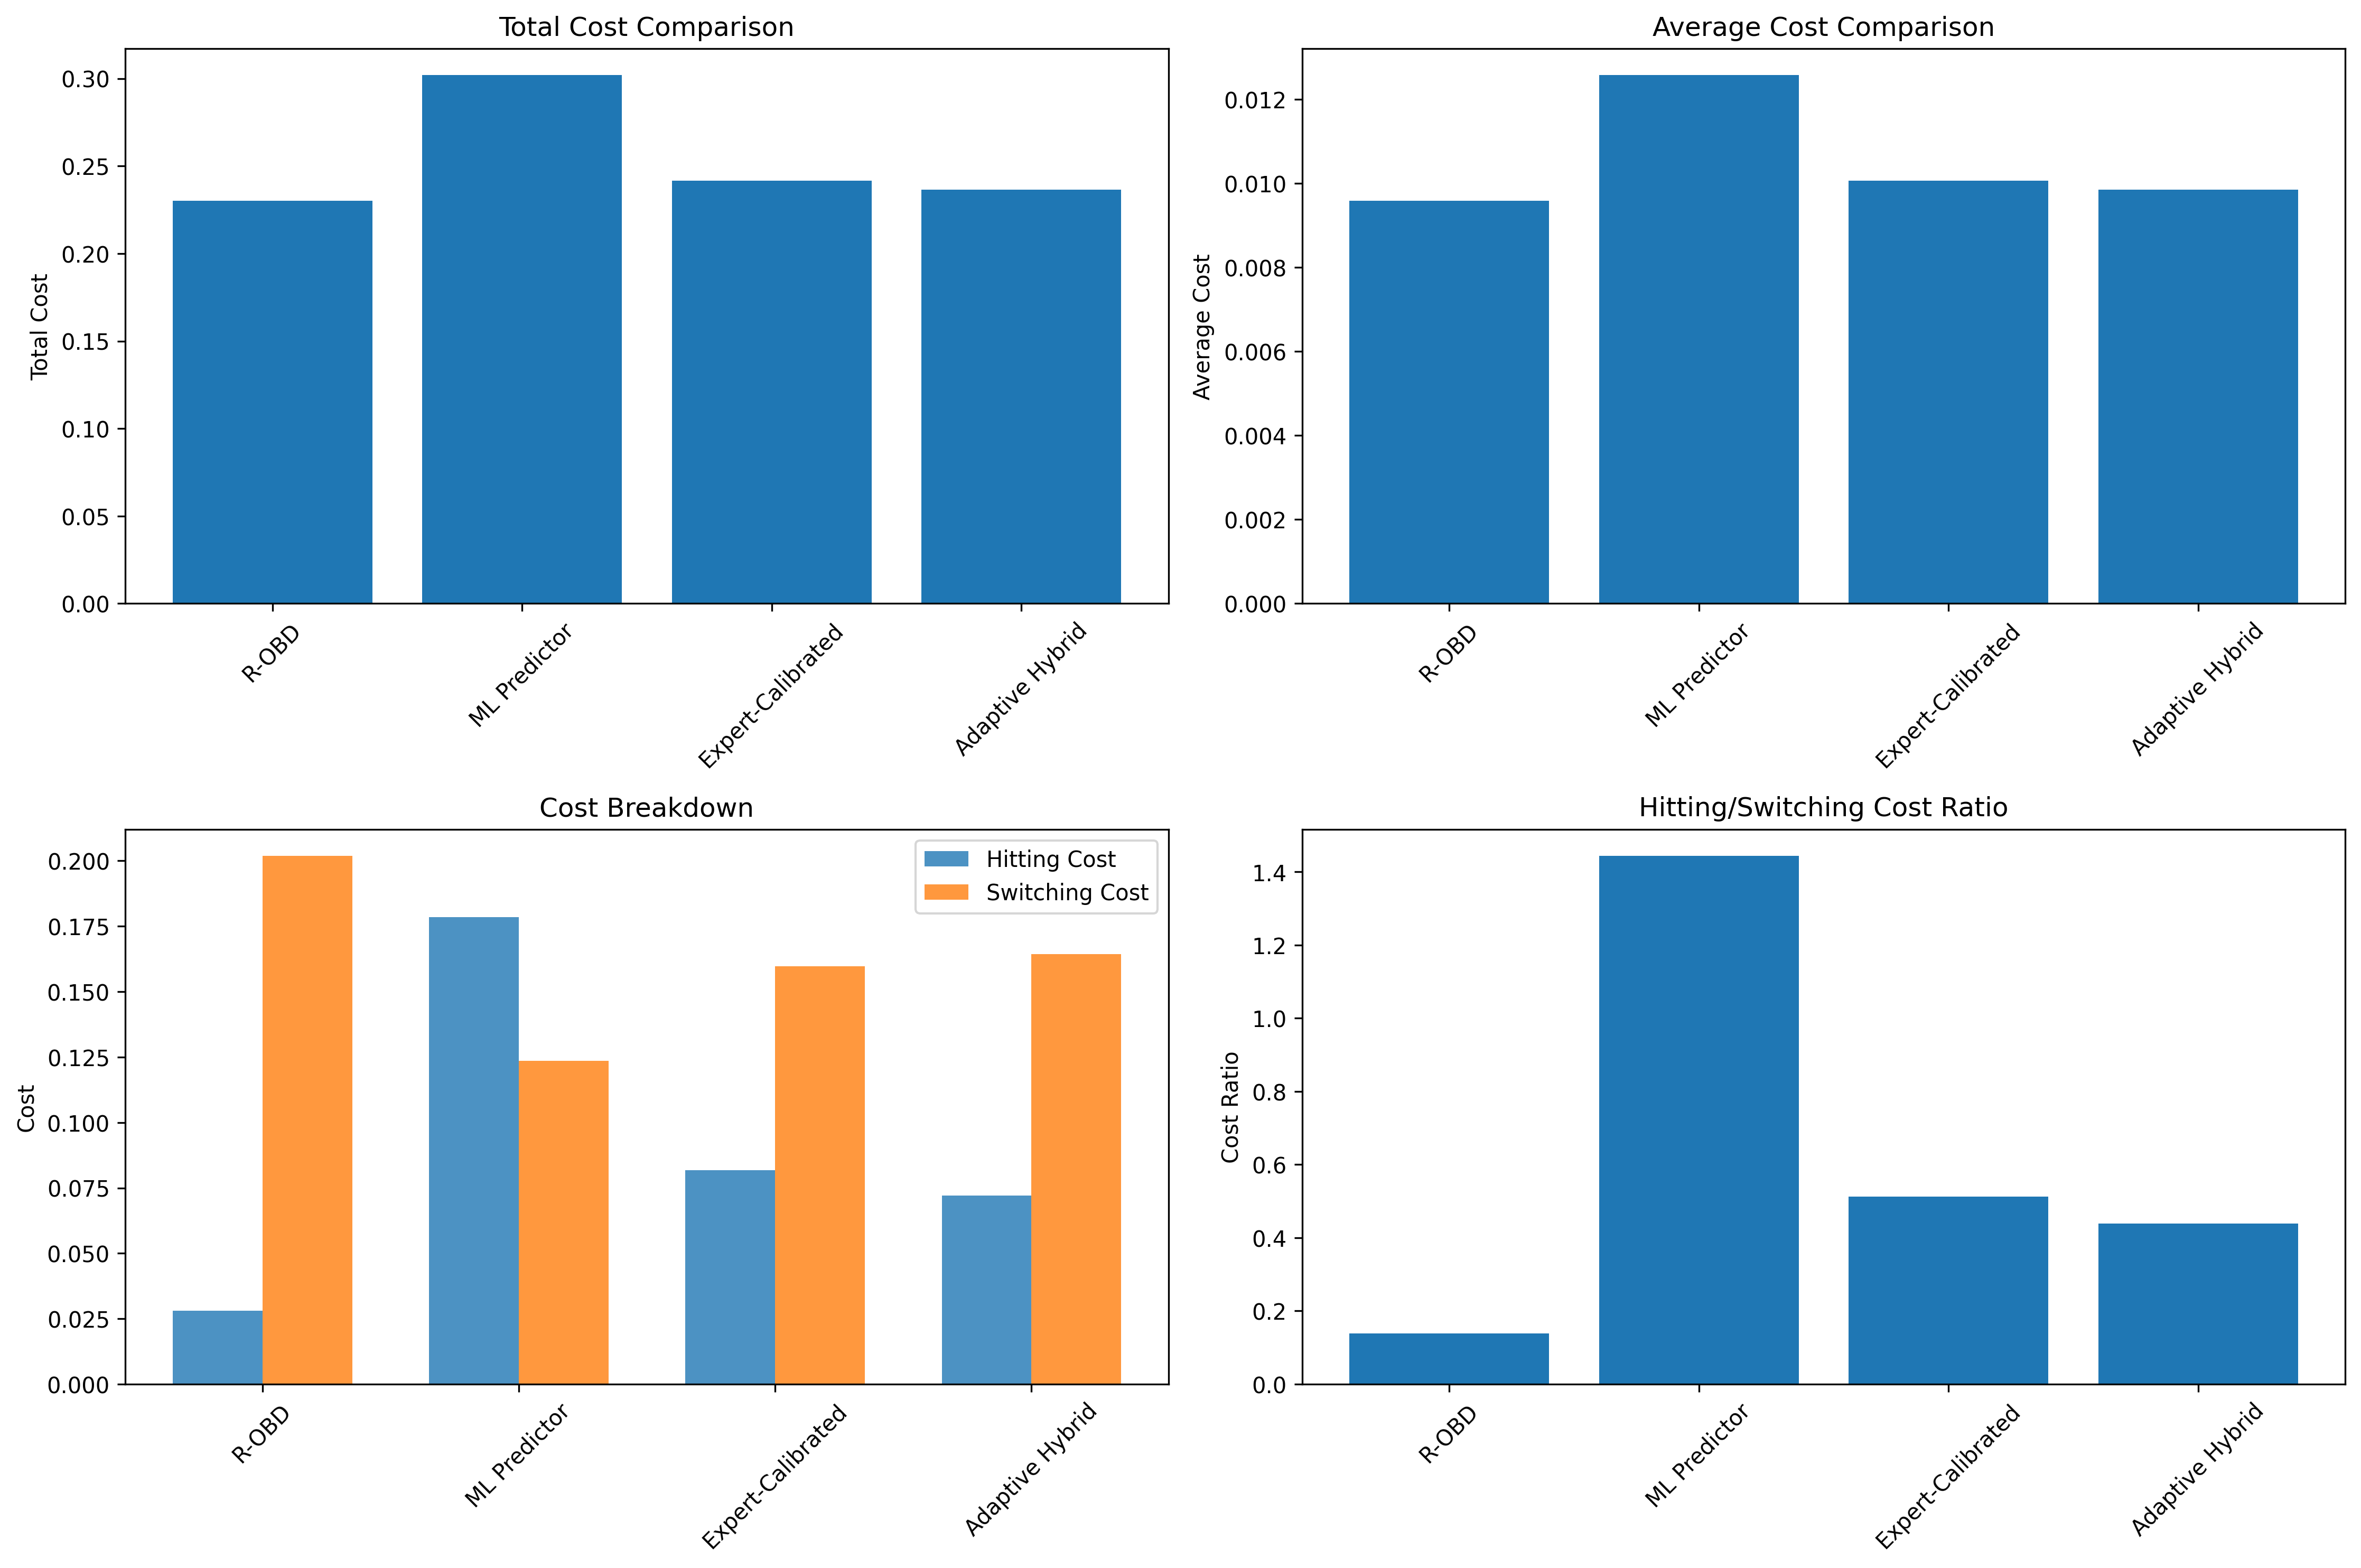 Total Cost Comparison
Total Cost
0.30
0.25
0.20
0.15
0.10
0.05
0.00
R-OBD
ML Predictor
Expert-Calibrated
Adaptive Hybrid
Average Cost Comparison
Average Cost
0.012
0.010
0.008
0.006
0.004
0.002
0.000
R-OBD
ML Predictor
Expert-Calibrated
Adaptive Hybrid
Cost Breakdown
Cost
0.200
0.175
0.150
0.125
0.100
0.075
0.050
0.025
0.000
Hitting Cost
Switching Cost
R-OBD
ML Predictor
Expert-Calibrated
Adaptive Hybrid
Hitting/Switching Cost Ratio
Cost Ratio
1.4
1.2
1.0
0.8
0.6
0.4
0.2
0.0
R-OBD
ML Predictor
Expert-Calibrated
Adaptive Hybrid